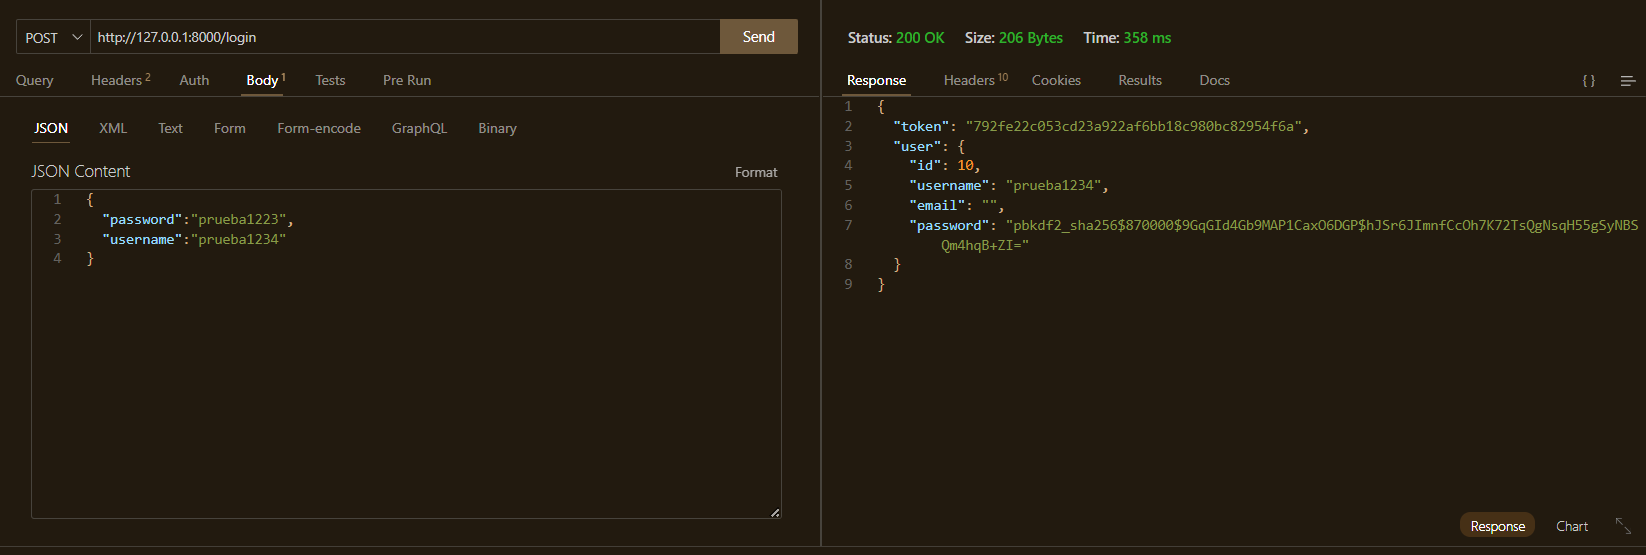 POST http://127.0.0.1:8000/login Send
Query Headers 2 Auth Body 1 Tests Pre Run
JSON XML Text Form Form-encode GraphQL Binary
JSON Content Format
1 {
2 "password":"prueba1223",
3 "username":"prueba1234"
4 }
Status: 200 OK Size: 206 Bytes Time: 358 ms
Response Headers 10 Cookies Results Docs {}
1 {
2 "token": "792fe22c053cd23a922af6bb18c980bc82954f6a",
3 "user": {
4 "id": 10,
5 "username": "prueba1234",
6 "email": "",
7 "password": "pbkdf2_sha256$870000$9GqGId4Gb9MAP1CaxO6DGP$hJSr6JImnfCcOh7K72TsQgNsqH55gSyNBS
Qm4hqB+ZI="
8 }
9 }
Response Chart